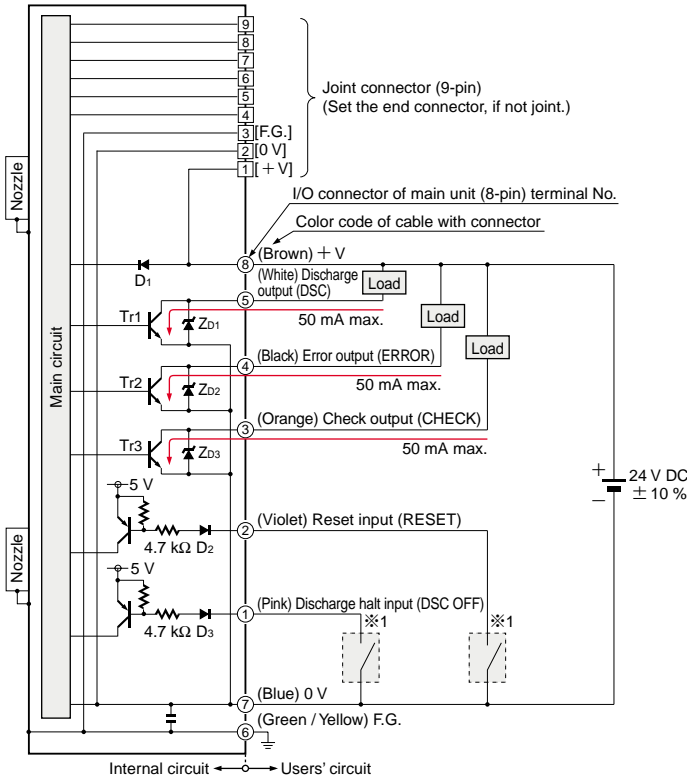 9
8
7
6
5
4
3 [F.G.]
2 [0 V]
1 [+V]
Joint connector (9-pin)
(Set the end connector, if not joint.)
Nozzle
I/O connector of main unit (8-pin) terminal No.
Color code of cable with connector
8 (Brown) +V
D1
(White) Discharge
5 output (DSC)
Load
Tr1
ZD1
50 mA max.
Load
Main circuit
4 (Black) Error output (ERROR)
Load
Tr2
ZD2
50 mA max.
3 (Orange) Check output (CHECK)
Tr3
ZD3
50 mA max.
+
24 V DC
±10 %
−
5 V
2 (Violet) Reset input (RESET)
4.7 kΩ D2
Nozzle
5 V
1 (Pink) Discharge halt input (DSC OFF)
※1
※1
4.7 kΩ D3
7 (Blue) 0 V
6 (Green / Yellow) F.G.
Internal circuit
Users' circuit